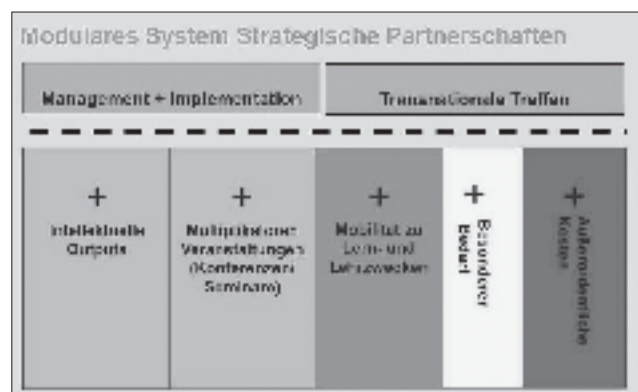 Modulares System Strategische Partnerschaften
Management + Implementation
Transnationale Treffen
+
Intellektuelle
Outputs
+
Multiplikatoren
Veranstaltungen
(Konferenzen/
Seminare)
+
Mobilität zu
Lern- und
Lehrzwecken
+
Besonderer
Bedarf
+
Außerordentliche
Kosten